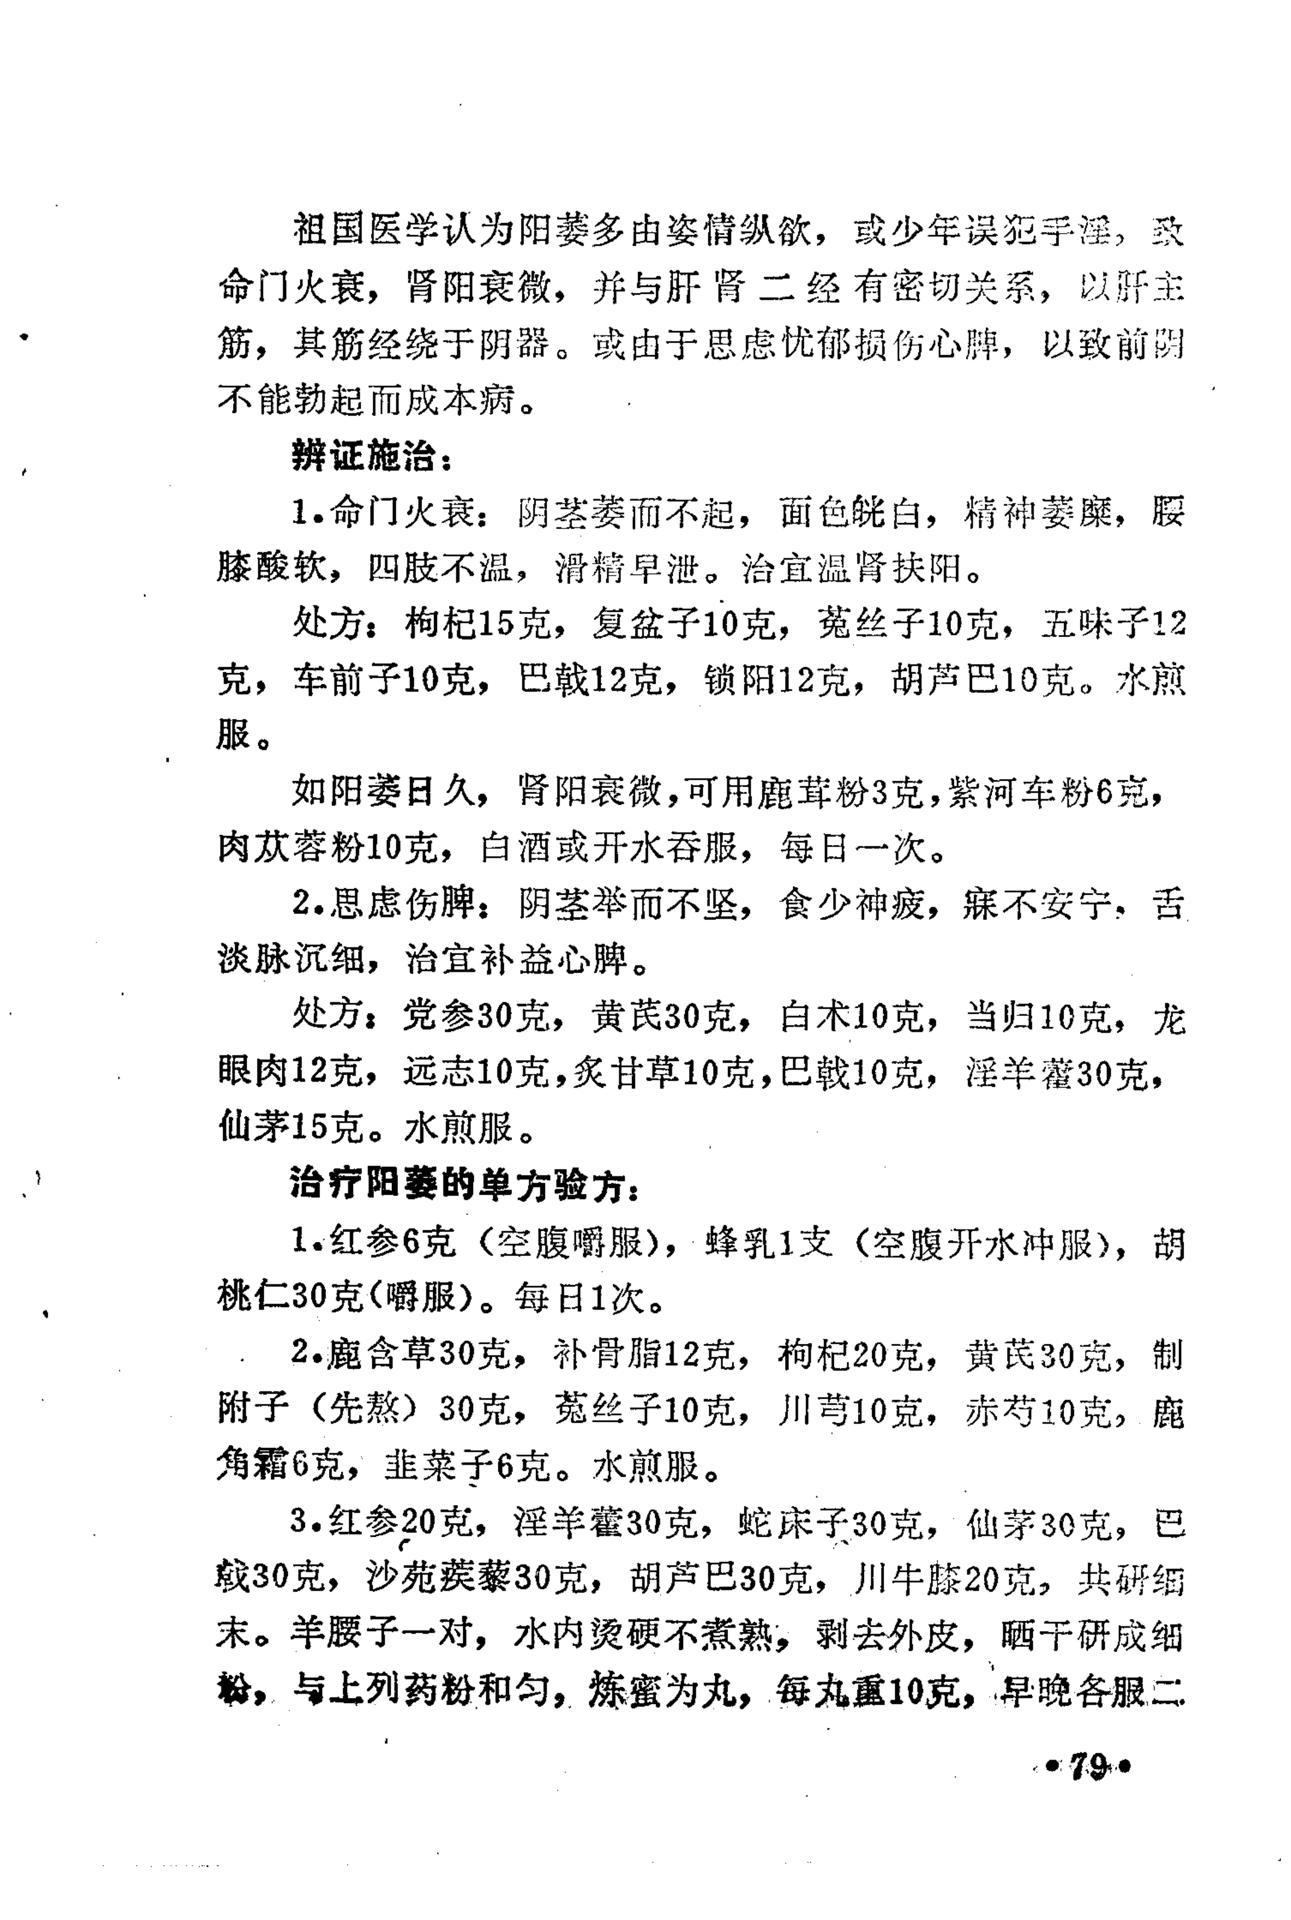 祖国医学认为阳萎多由姿情纵欲，或少年误犯手淫，致
命门火衰，肾阳衰微，并与肝肾二经有密切关系，以肝主
筋，其筋经绕于阴器。或由于思虑忧郁损伤心脾，以致前阴
不能勃起而成本病。
辨证施治：
1.命门火衰：阴茎萎而不起，面色㿠白，精神萎糜，腰
膝酸软，四肢不温，滑精早泄。治宜温肾扶阳。
处方：枸杞15克，复盆子10克，菟丝子10克，五味子12
克，车前子10克，巴戟12克，锁阳12克，胡芦巴10克。水煎
服。
如阳萎日久，肾阳衰微，可用鹿茸粉3克，紫河车粉6克，
肉苁蓉粉10克，白酒或开水吞服，每日一次。
2.思虑伤脾：阴茎举而不坚，食少神疲，寐不安宁，舌
淡脉沉细，治宜补益心脾。
处方：党参30克，黄芪30克，白术10克，当归10克，龙
眼肉12克，远志10克，炙甘草10克，巴戟10克，淫羊藿30克，
仙茅15克。水煎服。
治疗阳萎的单方验方：
1.红参6克（空腹嚼服），蜂乳1支（空腹开水冲服），胡
桃仁30克（嚼服）。每日1次。
2.鹿含草30克，补骨脂12克，枸杞20克，黄芪30克，制
附子（先熬）30克，菟丝子10克，川芎10克，赤芍10克，鹿
角霜6克，韭菜子6克。水煎服。
3.红参20克，淫羊藿30克，蛇床子30克，仙茅30克，巴
戟30克，沙苑蒺藜30克，胡芦巴30克，川牛膝20克，共研细
末。羊腰子一对，水内烫硬不煮熟，剥去外皮，晒干研成细
粉，与上列药粉和匀，炼蜜为丸，每丸重10克，早晚各服二
•79•